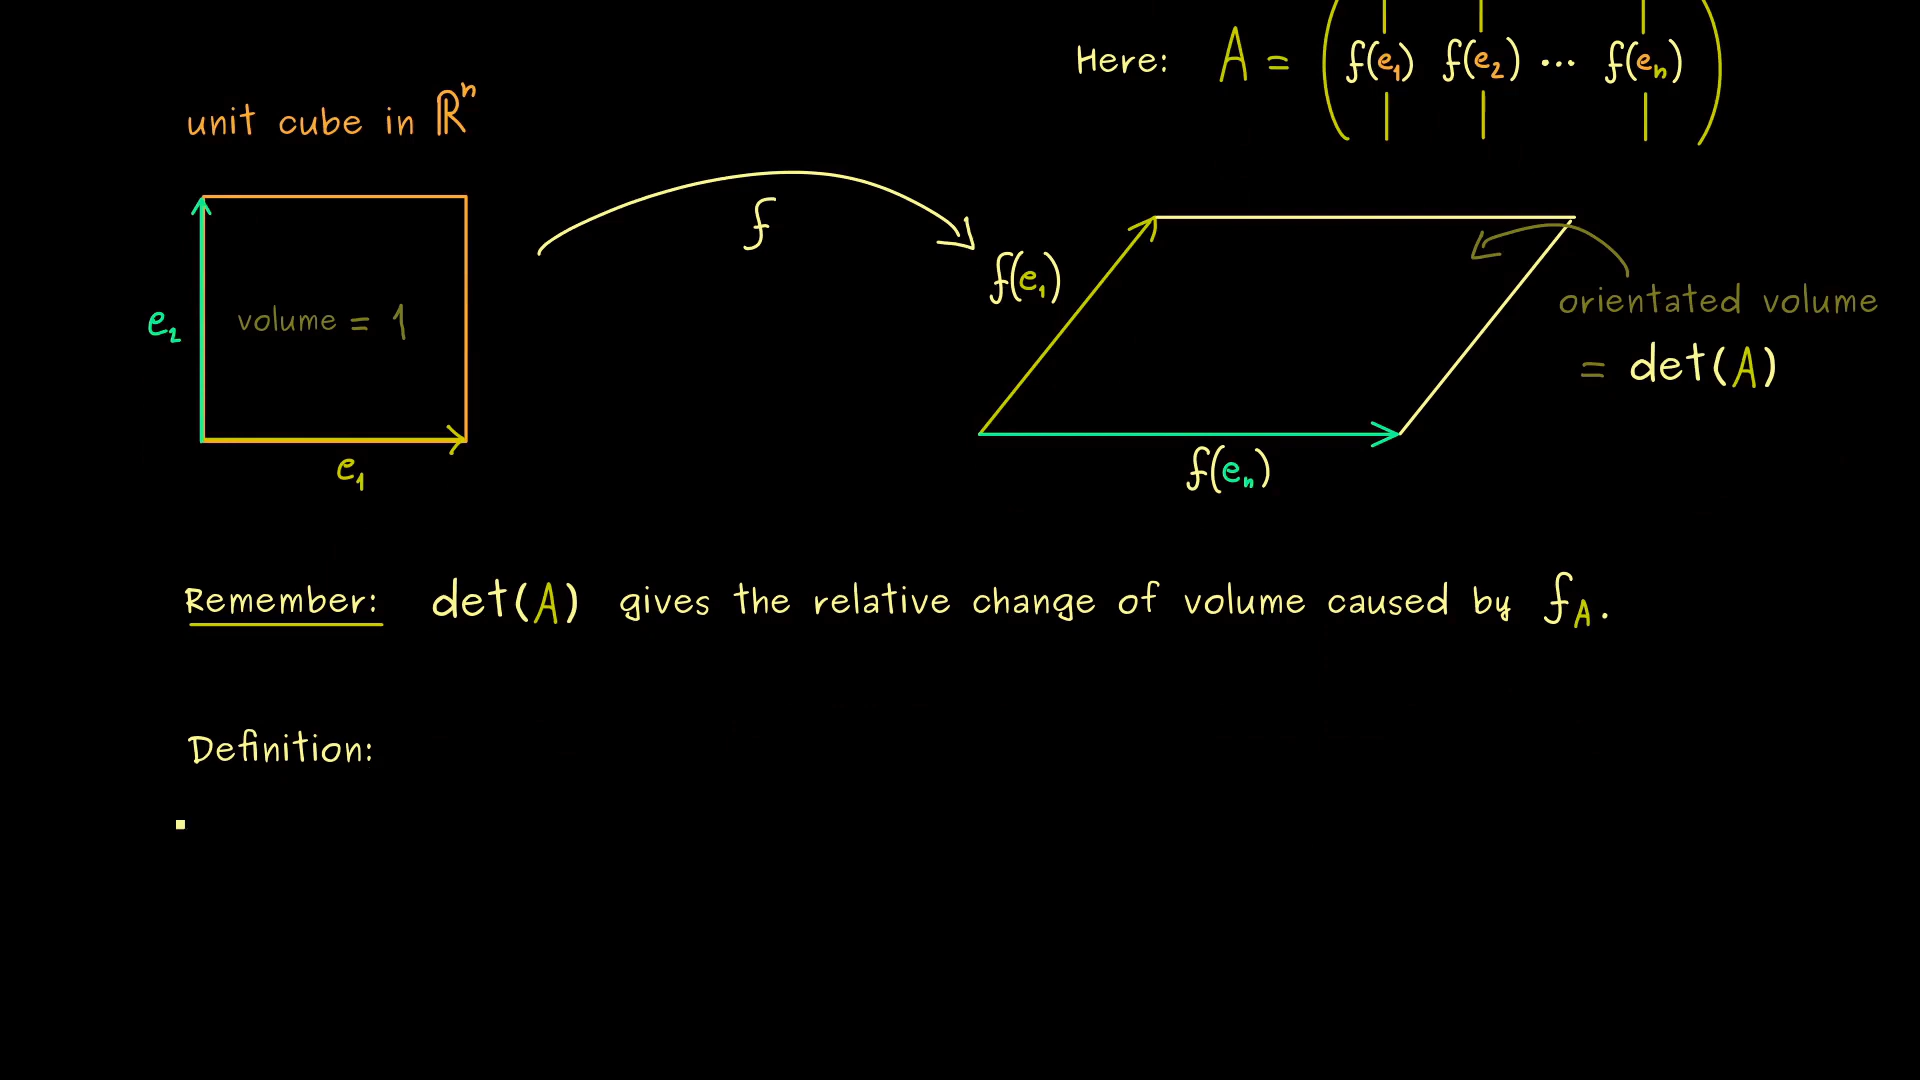 Here: A = ( f(e₁) f(e₂) ⋯ f(eₙ) )
unit cube in ℝⁿ
f
f(e₁)
e₂
volume = 1
orientated volume
= det(A)
e₁
f(eₙ)
Remember: det(A) gives the relative change of volume caused by f_A.
Definition: